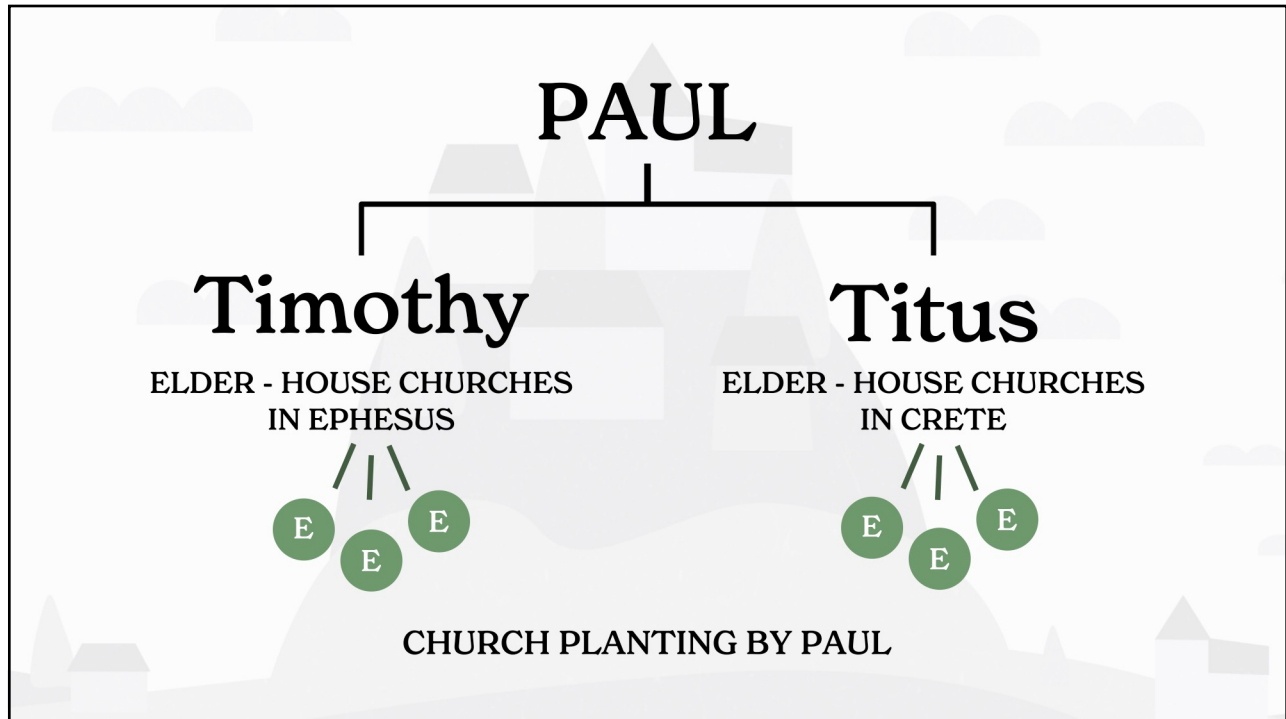 PAUL
Timothy
Titus
ELDER - HOUSE CHURCHES
IN EPHESUS
ELDER - HOUSE CHURCHES
IN CRETE
E
E
E
E
E
E
CHURCH PLANTING BY PAUL